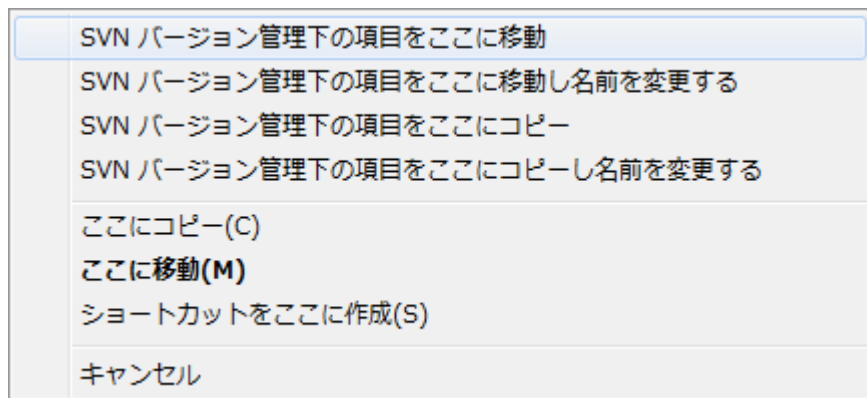 SVN バージョン管理下の項目をここに移動
SVN バージョン管理下の項目をここに移動し名前を変更する
SVN バージョン管理下の項目をここにコピー
SVN バージョン管理下の項目をここにコピーし名前を変更する
ここにコピー(C)
ここに移動(M)
ショートカットをここに作成(S)
キャンセル